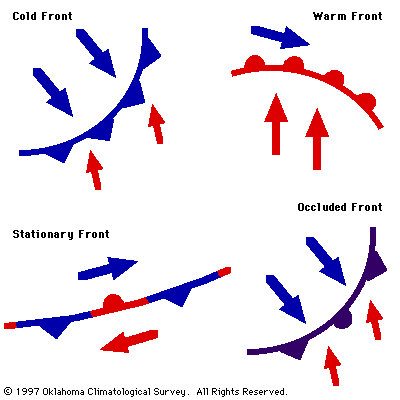 Cold Front
Warm Front
Occluded Front
Stationary Front
© 1997 Oklahoma Climatological Survey. All Rights Reserved.